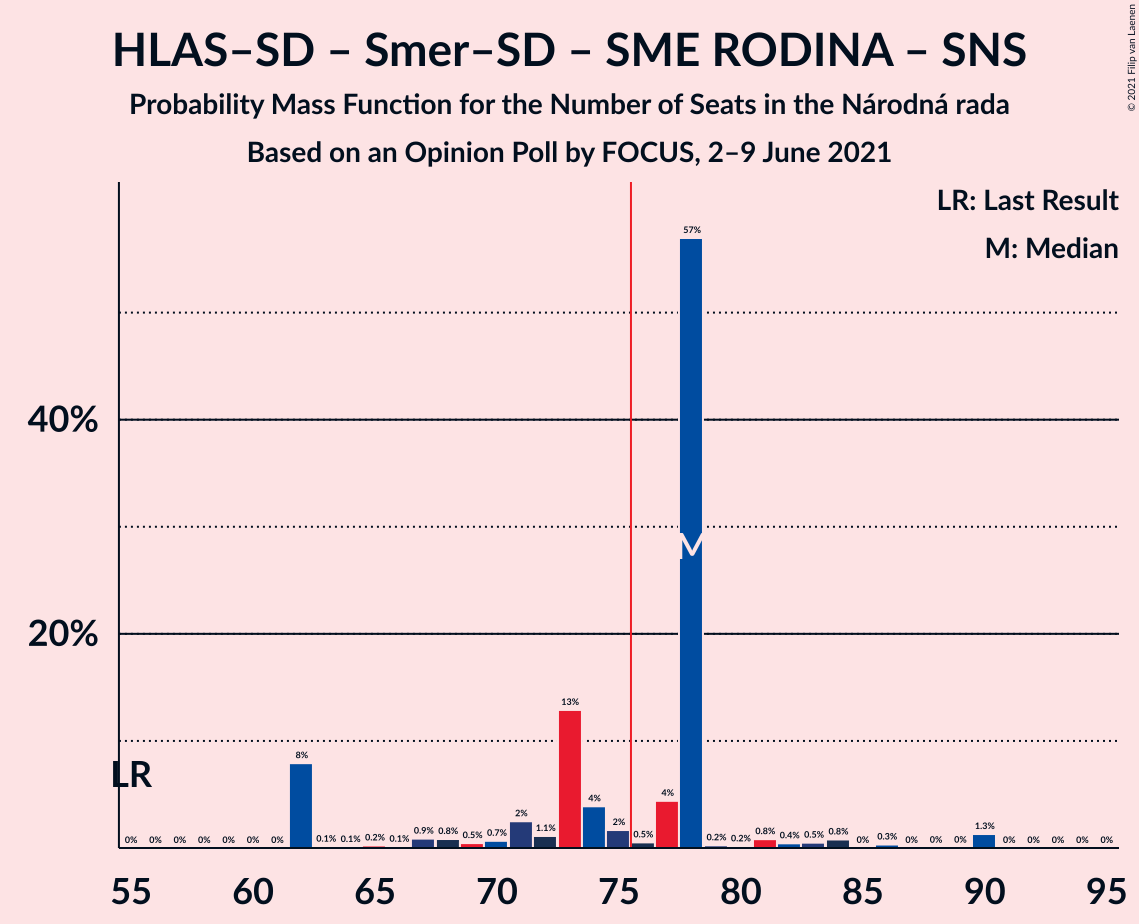 HLAS–SD – Smer–SD – SME RODINA – SNS
Probability Mass Function for the Number of Seats in the Národná rada
Based on an Opinion Poll by FOCUS, 2–9 June 2021
© 2021 Filip van Laenen
LR: Last Result
M: Median
57%
40%
M
20%
13%
8%
LR
4%
4%
2%
2%
1.1%
0.9%
0.8%
0.7%
0.5%
0.5%
0.8%
0.4%
0.5%
0.8%
0.3%
1.3%
0% 0% 0% 0% 0% 0% 0% 0.1% 0.1% 0.2% 0.1% 0.2% 0.2% 0% 0% 0% 0% 0% 0% 0% 0% 0%
55 60 65 70 75 80 85 90 95